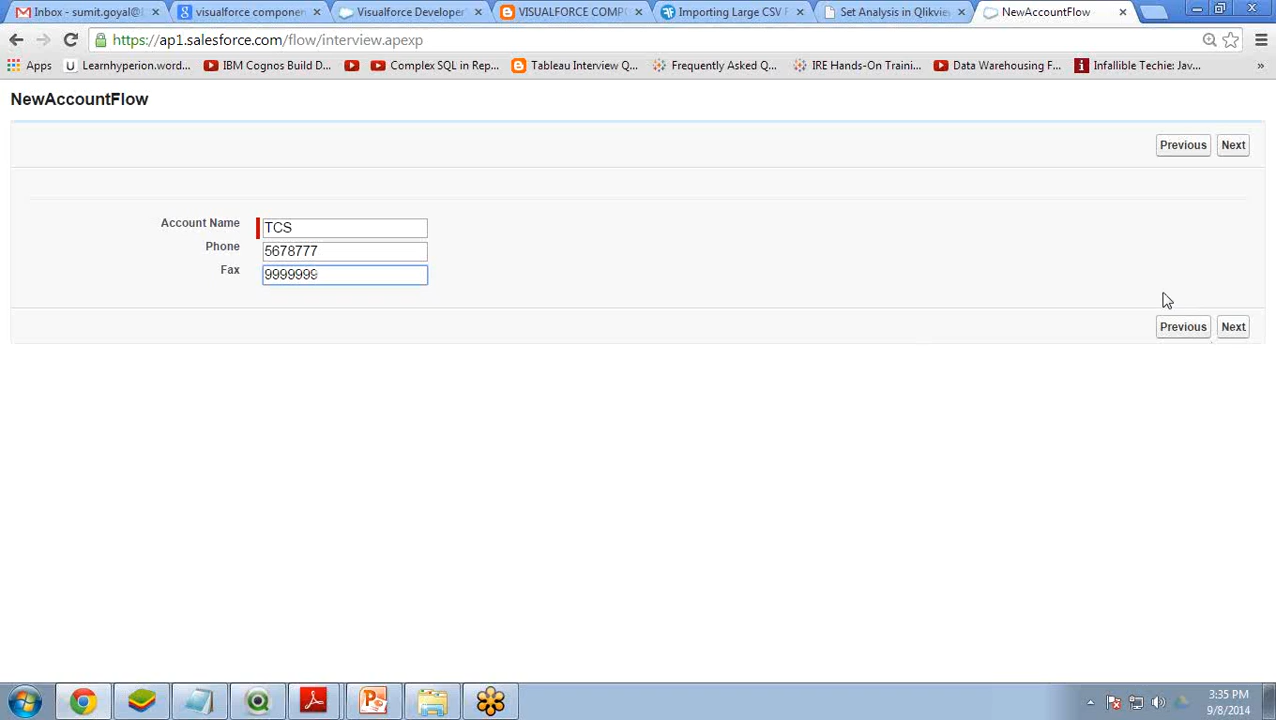 Inbox - sumit.goyal@
visualforce componen
Visualforce Developer'
VISUALFORCE COMP
Importing Large CSV F
Set Analysis in Qlikvie
NewAccountFlow
https://ap1.salesforce.com/flow/interview.apexp
Apps
Learnhyperion.word...
IBM Cognos Build D...
Complex SQL in Rep...
Tableau Interview Q...
Frequently Asked Q...
IRE Hands-On Traini...
Data Warehousing F...
Infallible Techie: Jav...
»
NewAccountFlow
Previous Next
Account Name TCS
Phone 5678777
Fax 9999999
Previous Next
3:35 PM
9/8/2014